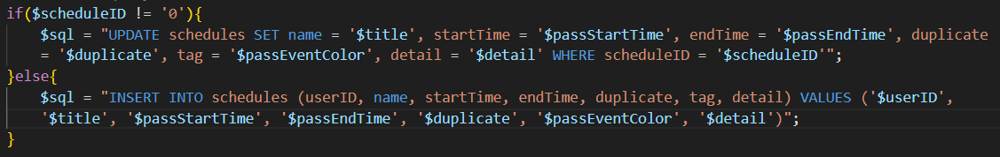 if($scheduleID != '0'){
$sql = "UPDATE schedules SET name = '$title', startTime = '$passStartTime', endTime = '$passEndTime', duplicate
= '$duplicate', tag = '$passEventColor', detail = '$detail' WHERE scheduleID = '$scheduleID'";
}else{
$sql = "INSERT INTO schedules (userID, name, startTime, endTime, duplicate, tag, detail) VALUES ('$userID',
'$title', '$passStartTime', '$passEndTime', '$duplicate', '$passEventColor', '$detail')";
}